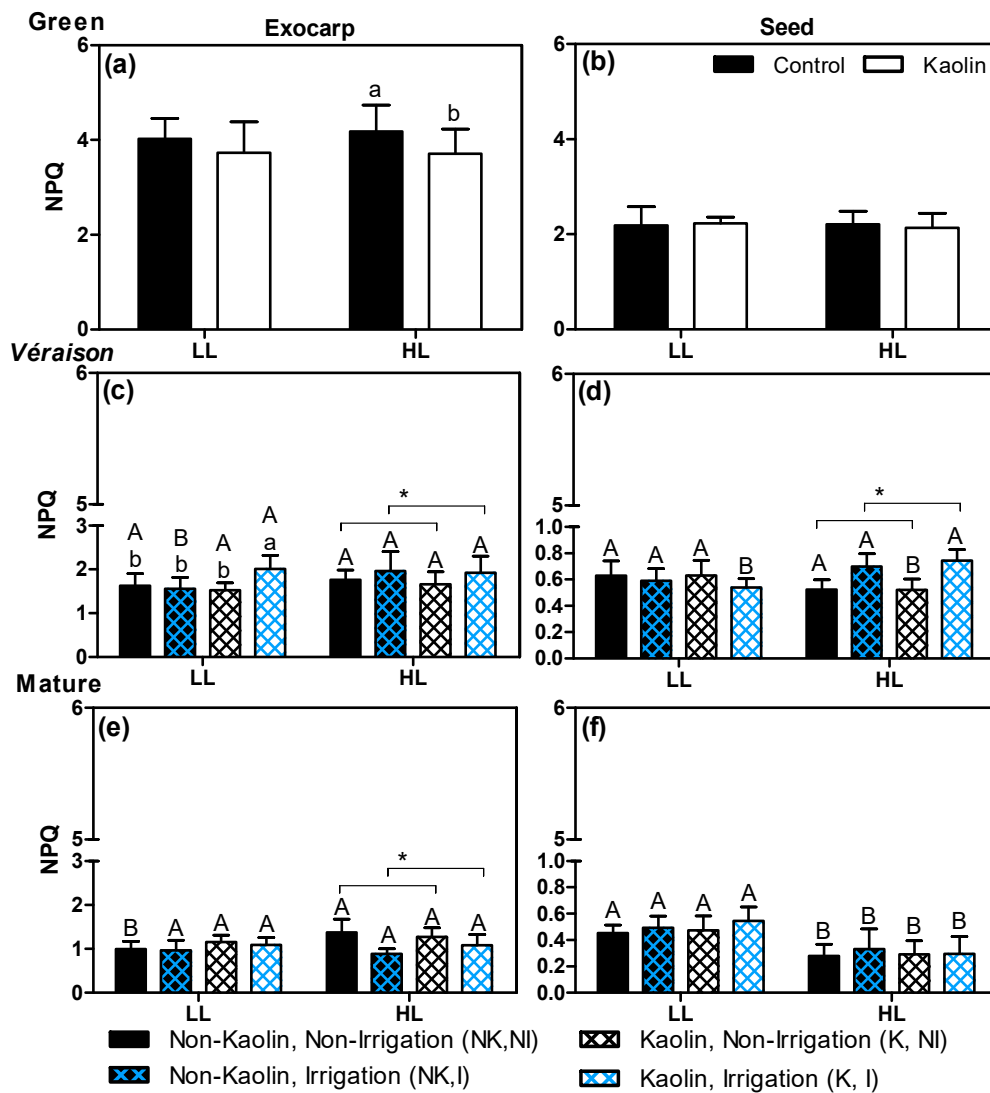 Green
Exocarp
Seed
6
(a)
a
b
4
NPQ
2
0
LL
HL
6
(b)
Control
Kaolin
4
2
0
LL
HL
Véraison
6
(c)
5
NPQ
3
2
1
0
A A
B A *
b b b a
A A A A
LL
HL
6
(d)
5
1.0
0.8
0.6
0.4
0.2
0.0
A A A B
A A A A
*
LL
HL
Mature
6
(e)
5
NPQ
3
2
1
0
B A A A
A A A A
*
LL
HL
6
(f)
5
1.0
0.8
0.6
0.4
0.2
0.0
A A A A
B B B B
LL
HL
Non-Kaolin, Non-Irrigation (NK,NI)
Kaolin, Non-Irrigation (K, NI)
Non-Kaolin, Irrigation (NK,I)
Kaolin, Irrigation (K, I)